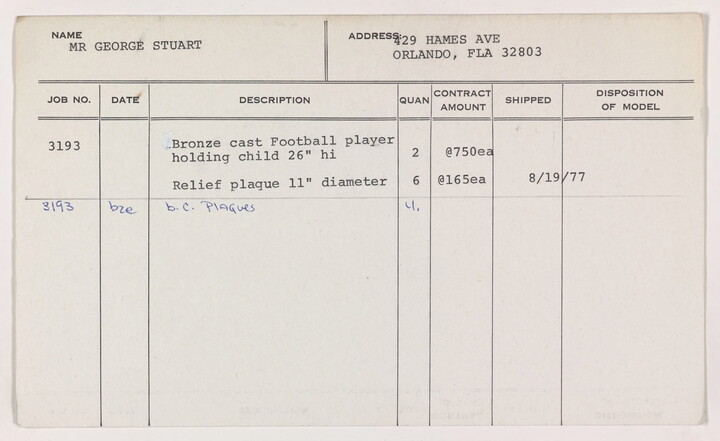 NAME
MR GEORGE STUART
ADDRESS:
429 HAMES AVE
ORLANDO, FLA 32803
JOB NO. DATE DESCRIPTION QUAN CONTRACT AMOUNT SHIPPED DISPOSITION OF MODEL
3193 Bronze cast Football player
holding child 26" hi 2 @750ea
Relief plaque 11" diameter 6 @165ea 8/19/77
3193 bze b.c. PlAQues 4.